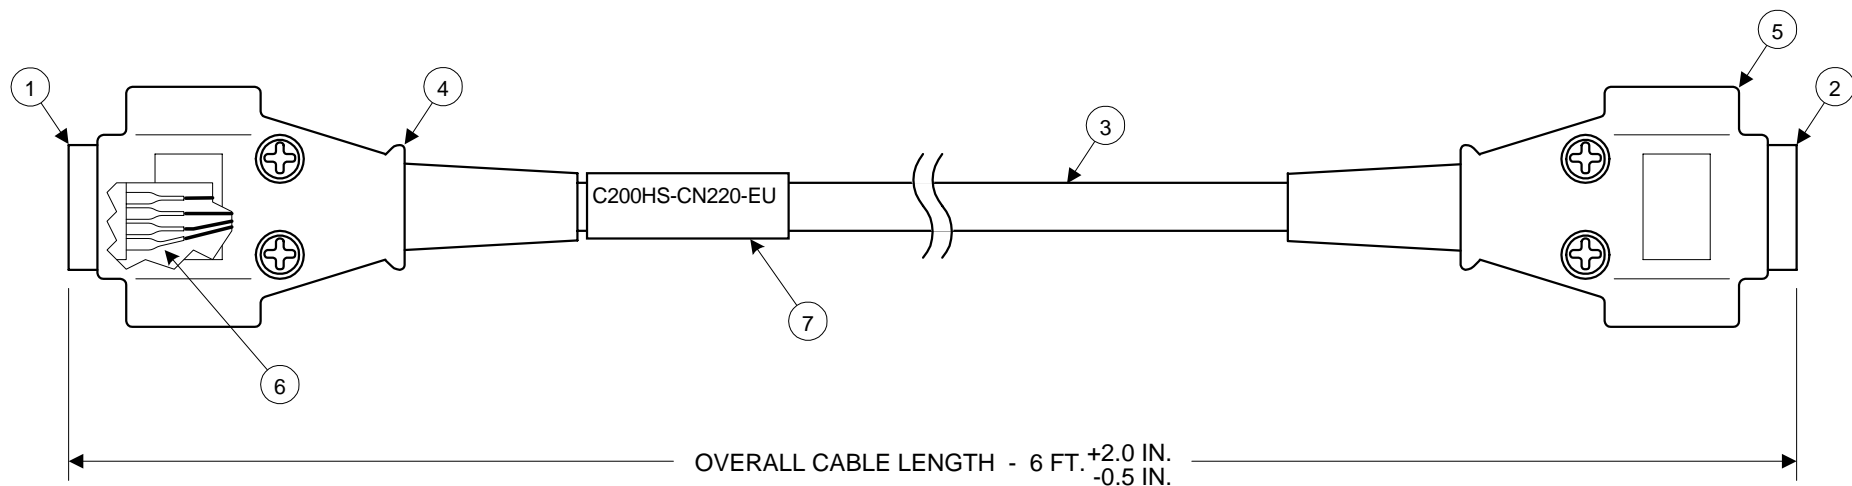 5
1
4
2
3
C200HS-CN220-EU
7
6
OVERALL CABLE LENGTH - 6 FT. +2.0 IN.
-0.5 IN.